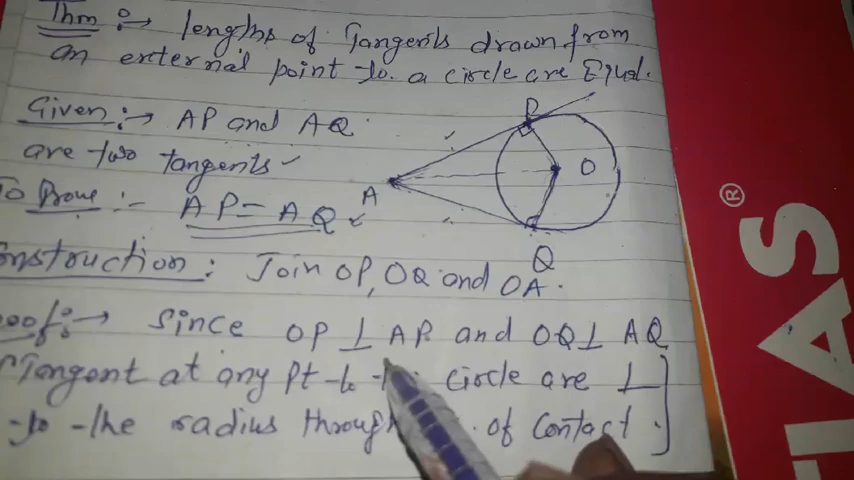 Thm :→ lengths of Tangents drawn from
an external point to a circle are Equal.
Given :→ AP and AQ
are two tangents
To Prove :- AP = AQ
onstruction : Join OP, OQ and OA.
oof :→ Since OP ⊥ AP and OQ ⊥ AQ
Tangent at any Pt to circle are ⊥
to the radius through of Contact.
P
A
O
Q
®
TIAS